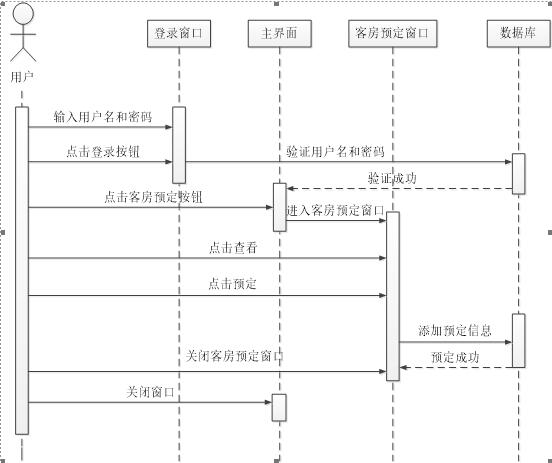 登录窗口
主界面
客房预定窗口
数据库
用户
输入用户名和密码
点击登录按钮
验证用户名和密码
验证成功
点击客房预定按钮
进入客房预定窗口
点击查看
点击预定
添加预定信息
关闭客房预定窗口
预定成功
关闭窗口